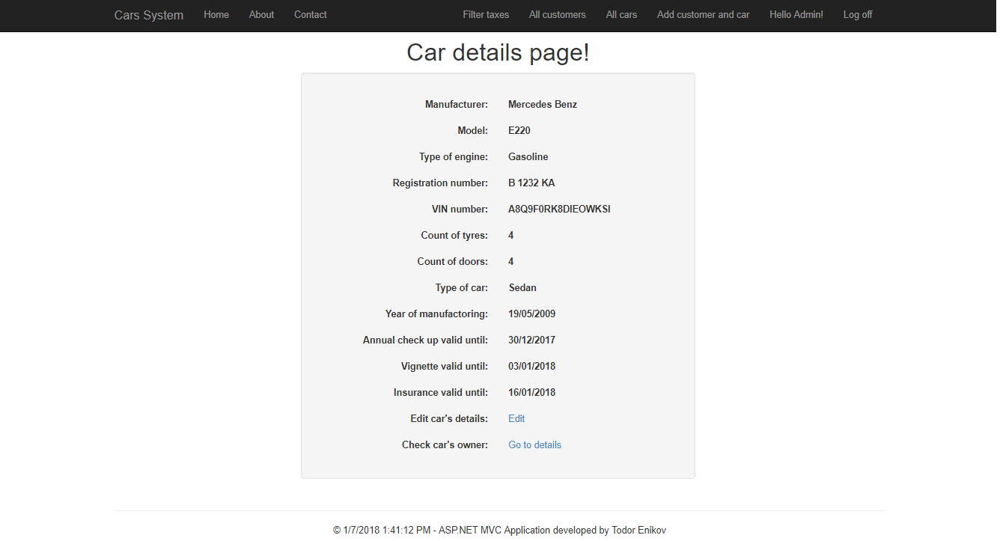 Cars System Home About Contact Filter taxes All customers All cars Add customer and car Hello Admin! Log off
Car details page!
Manufacturer: Mercedes Benz
Model: E220
Type of engine: Gasoline
Registration number: B 1232 KA
VIN number: A8Q9F0RK8DIEOWKSI
Count of tyres: 4
Count of doors: 4
Type of car: Sedan
Year of manufactoring: 19/05/2009
Annual check up valid until: 30/12/2017
Vignette valid until: 03/01/2018
Insurance valid until: 16/01/2018
Edit car's details: Edit
Check car's owner: Go to details
© 1/7/2018 1:41:12 PM - ASP.NET MVC Application developed by Todor Enikov